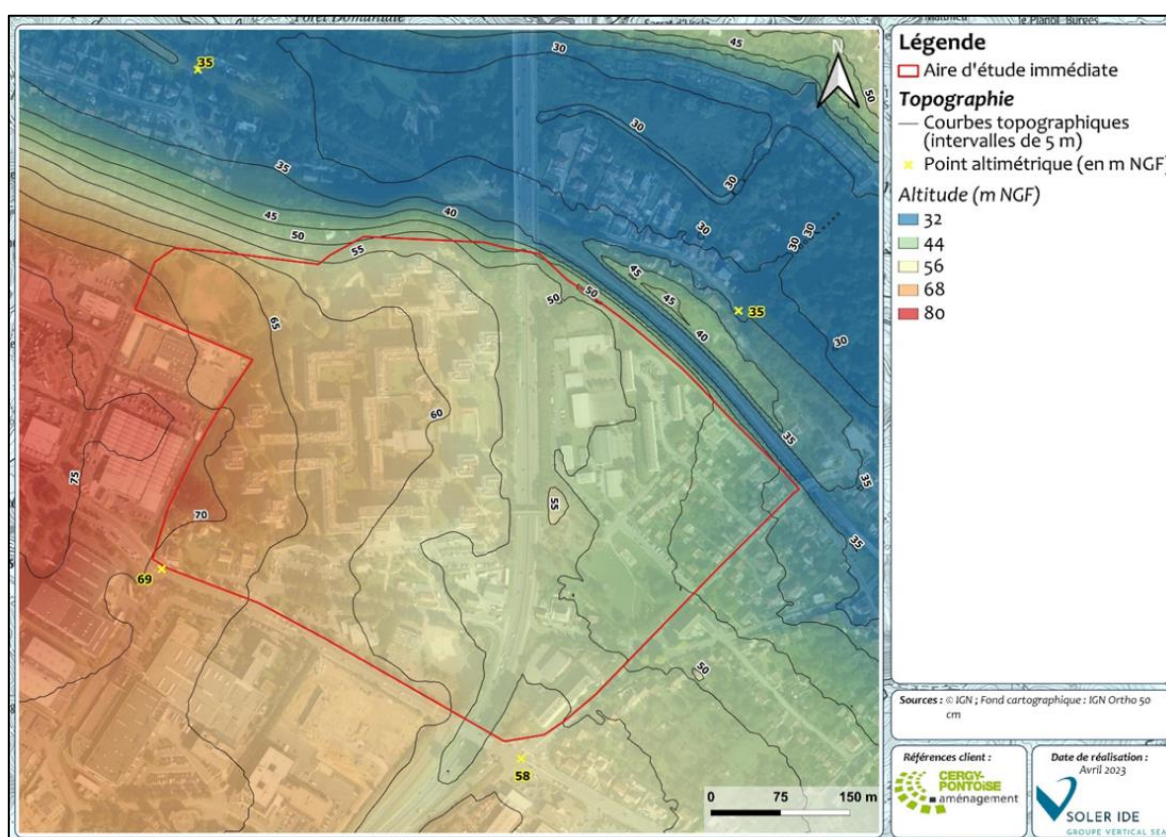 Légende
Aire d'étude immédiate
Topographie
Courbes topographiques
(intervalles de 5 m)
Point altimétrique (en m NGF)
Altitude (m NGF)
32
44
56
68
80
Sources : © IGN ; Fond cartographique : IGN Ortho 50
cm
Références client :
CERGY-
PONTOISE
aménagement
Date de réalisation :
Avril 2023
SOLER IDE
GROUPE VERTICAL SEA
N
35
30
45
50
30
30
35
40
45
50
55
30
30
30
45
45
35
40
30
50
50
65
60
35
35
75
70
55
35
69
50
58
0 75 150 m